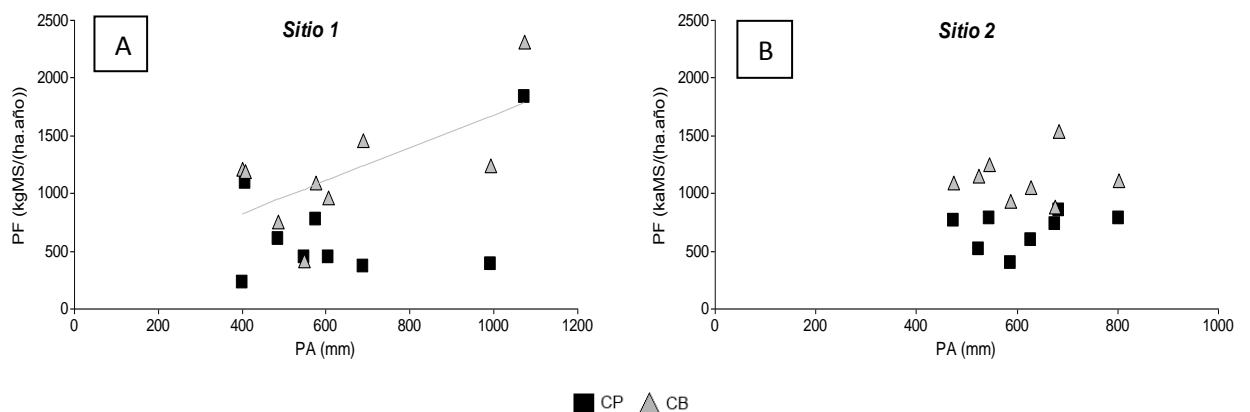 A
Sitio 1
PF (kgMS/(ha.año))
2500
2000
1500
1000
500
0
0 200 400 600 800 1000 1200
PA (mm)
B
Sitio 2
PF (kaMS/(ha.año))
2500
2000
1500
1000
500
0
0 200 400 600 800 1000
PA (mm)
CP CB